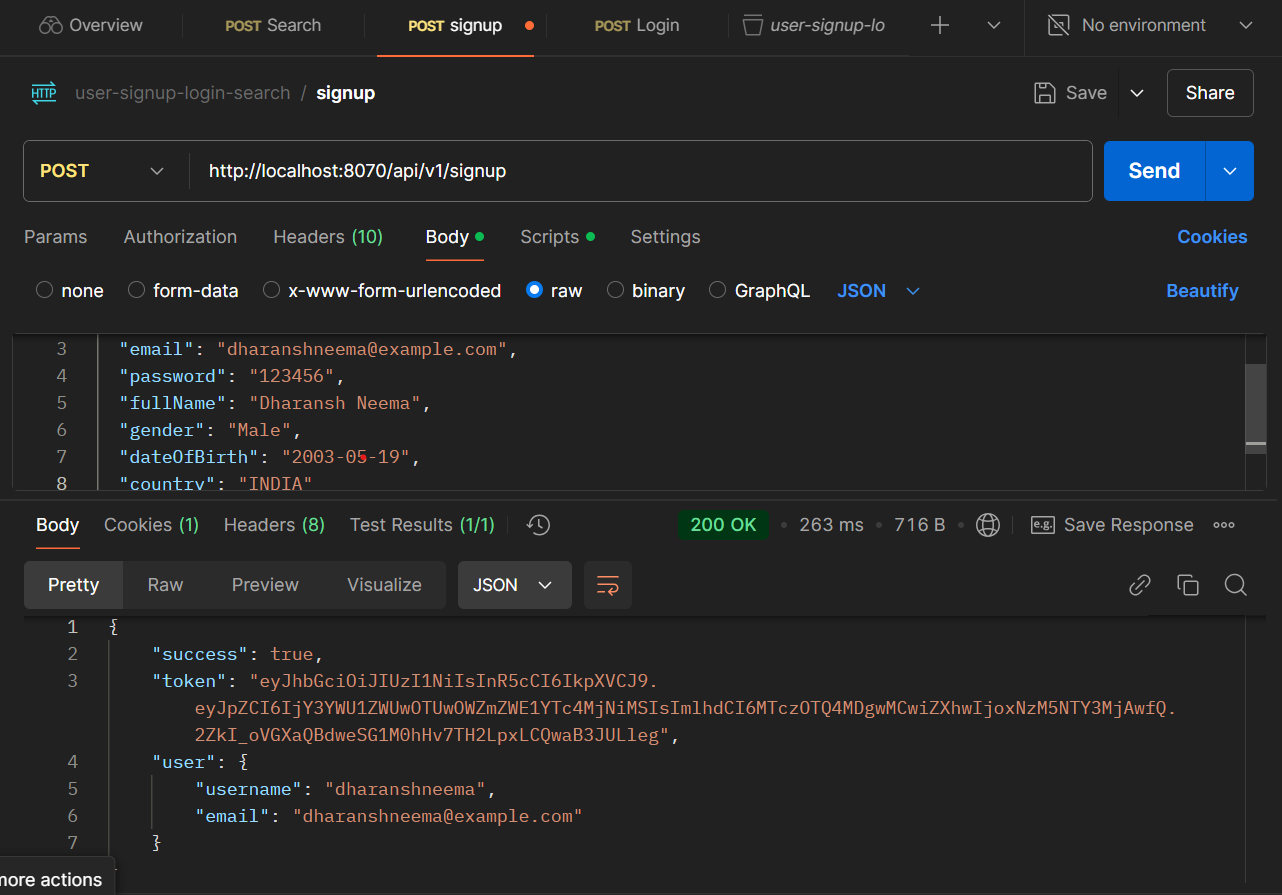 Overview
POST Search
POST signup
POST Login
user-signup-lo
No environment
HTTP user-signup-login-search / signup
Save
Share
POST
http://localhost:8070/api/v1/signup
Send
Params Authorization Headers (10) Body Scripts Settings Cookies
none form-data x-www-form-urlencoded raw binary GraphQL JSON Beautify
3 "email": "dharanshneema@example.com",
4 "password": "123456",
5 "fullName": "Dharansh Neema",
6 "gender": "Male",
7 "dateOfBirth": "2003-05-19",
8 "country": "INDIA"
Body Cookies (1) Headers (8) Test Results (1/1) 200 OK • 263 ms • 716 B • e.g. Save Response
Pretty Raw Preview Visualize JSON
1 {
2 "success": true,
3 "token": "eyJhbGciOiJIUzI1NiIsInR5cCI6IkpXVCJ9.
eyJpZCI6IjY3YWU1ZWUwOTUwOWZmZWE1YTc4MjNiMSIsImlhdCI6MTczOTQ4MDgwMCwiZXhwIjoxNzM5NTY3MjAwfQ.
2ZkI_oVGXaQBdweSG1M0hHv7TH2LpxLCQwaB3JULleg",
4 "user": {
5 "username": "dharanshneema",
6 "email": "dharanshneema@example.com"
7 }
more actions